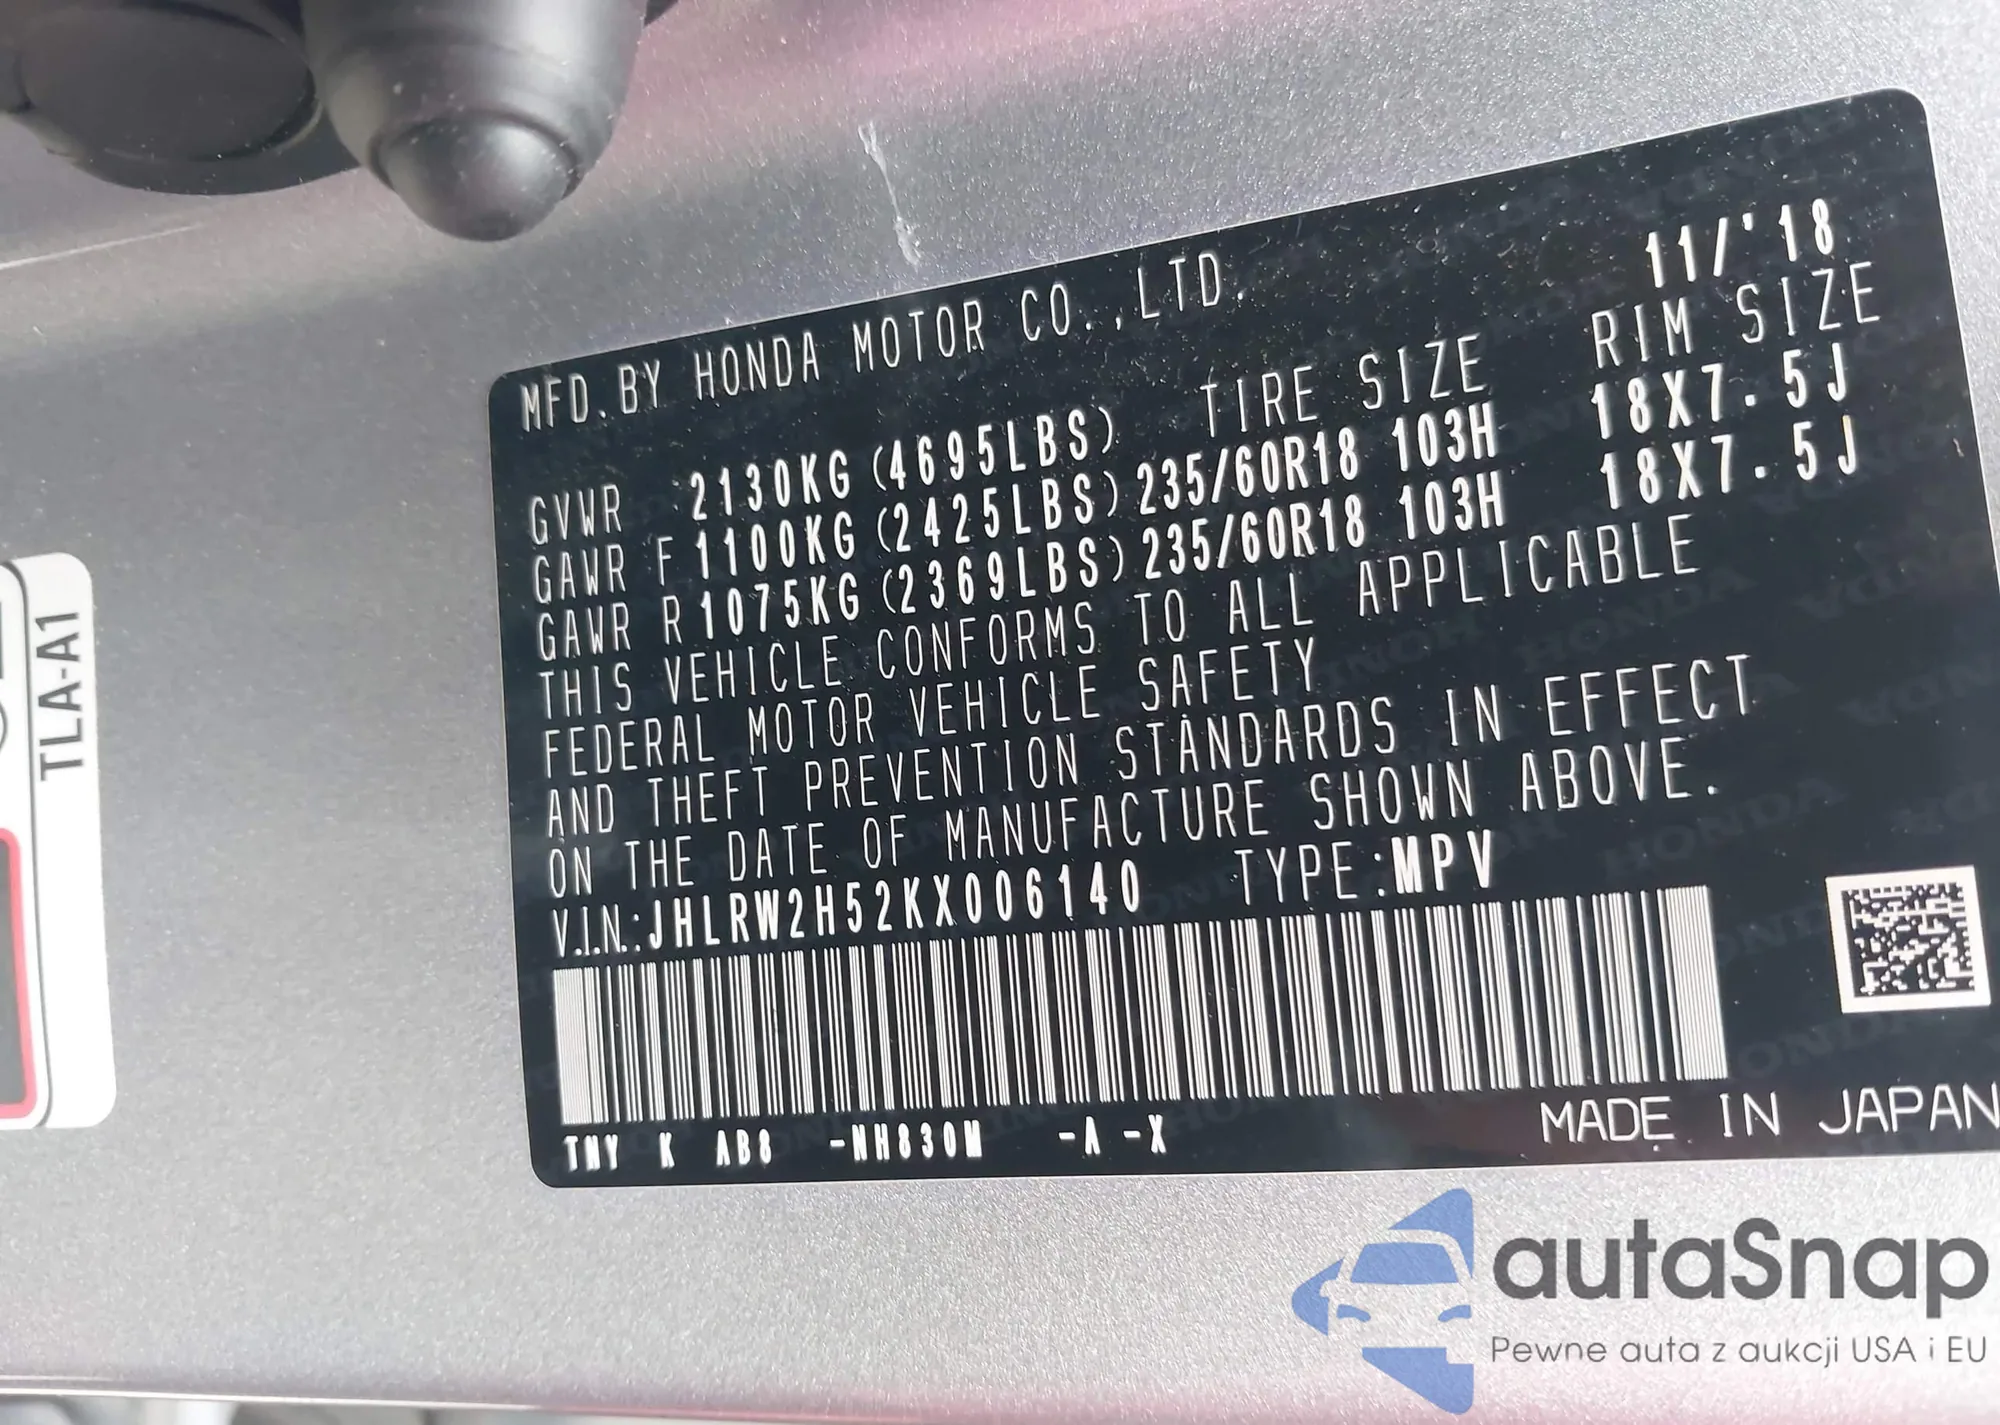 11/'18
MFD. BY HONDA MOTOR CO.,LTD.
TIRE SIZE RIM SIZE
GVWR 2130KG (4695LBS)
GAWR F 1100KG (2425LBS) 235/60R18 103H 18X7.5J
GAWR R 1075KG (2369LBS) 235/60R18 103H 18X7.5J
THIS VEHICLE CONFORMS TO ALL APPLICABLE
FEDERAL MOTOR VEHICLE SAFETY
AND THEFT PREVENTION STANDARDS IN EFFECT
ON THE DATE OF MANUFACTURE SHOWN ABOVE.
V.I.N.:JHLRW2H52KX006140 TYPE:MPV
TNY K AB8 -NH830M -A -X
MADE IN JAPAN
TLA-A1
autaSnap
Pewne auta z aukcji USA i EU